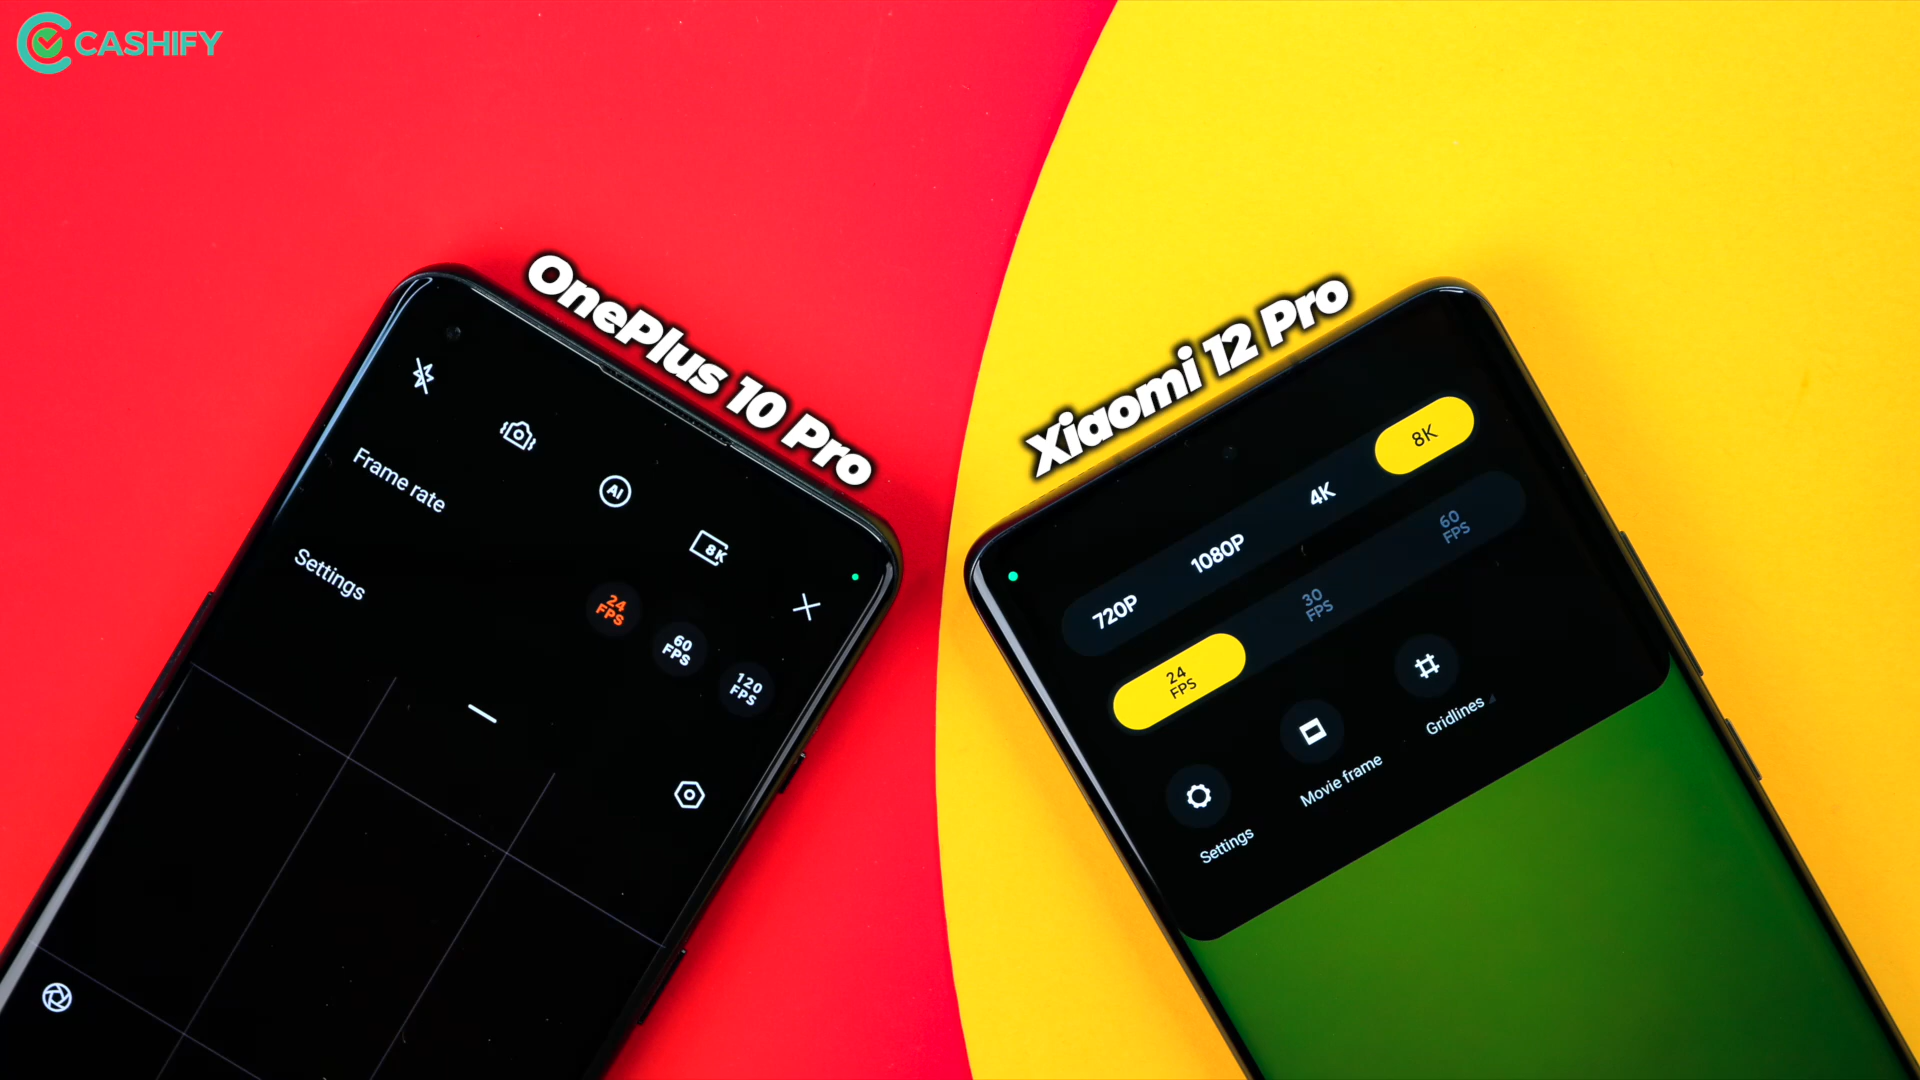 CASHIFY
OnePlus 10 Pro
Frame rate
AI
8K
Settings
24
FPS
60
FPS
120
FPS
Xiaomi 12 Pro
720P 1080P 4K 8K
24
FPS
30
FPS
60
FPS
Settings
Movie frame
Gridlines